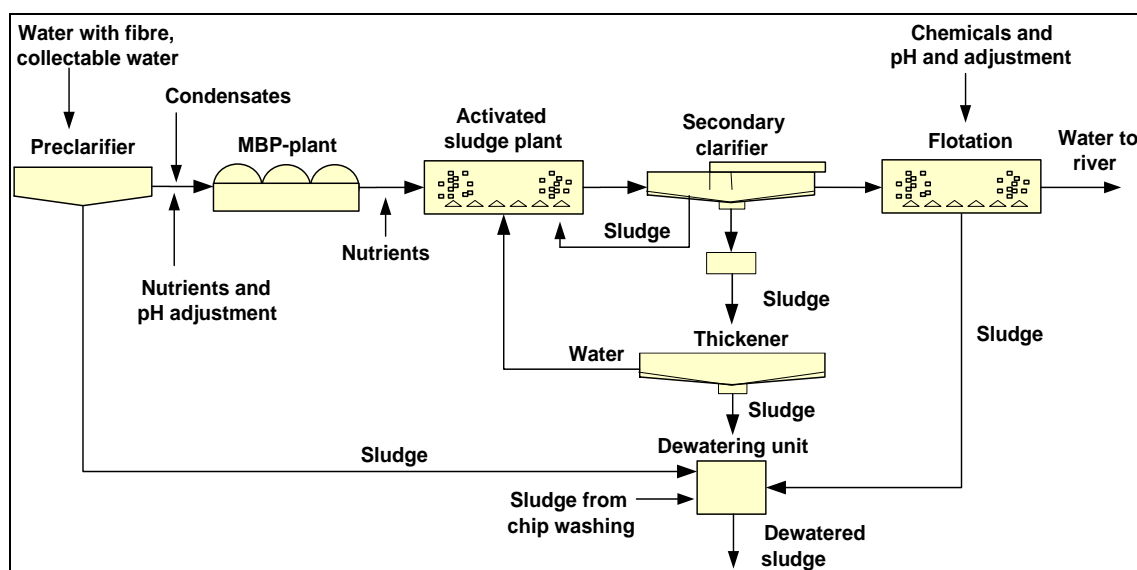 Water with fibre,
collectable water
Condensates
Preclarifier
MBP-plant
Activated
sludge plant
Secondary
clarifier
Chemicals and
pH and adjustment
Flotation
Water to
river
Nutrients and
pH adjustment
Nutrients
Sludge
Sludge
Thickener
Water
Sludge
Sludge
Dewatering unit
Sludge
Sludge from
chip washing
Dewatered
sludge